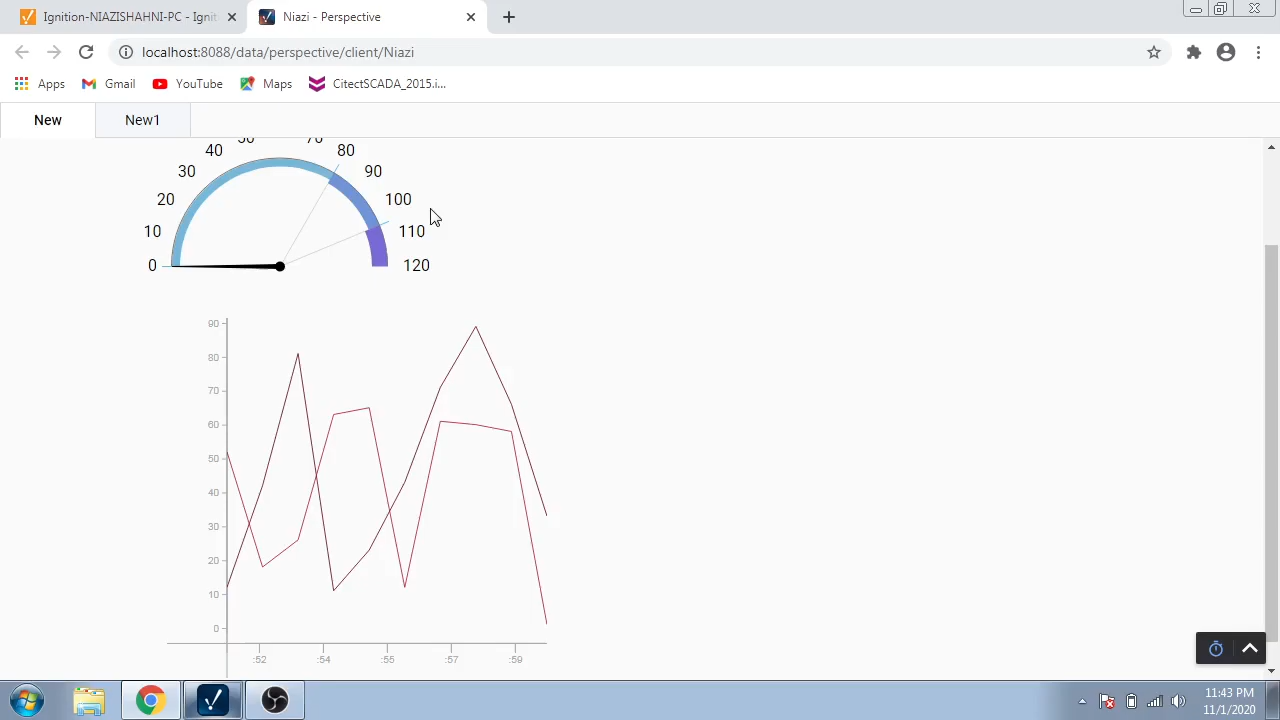 Ignition-NIAZISHAHNI-PC - Ignit
Niazi - Perspective
localhost:8088/data/perspective/client/Niazi
Apps
Gmail
YouTube
Maps
CitectSCADA_2015.i...
New
New1
40
50
70
80
30
90
20
100
10
110
0
120
90
80
70
60
50
40
30
20
10
0
:52
:54
:55
:57
:59
11:43 PM
11/1/2020